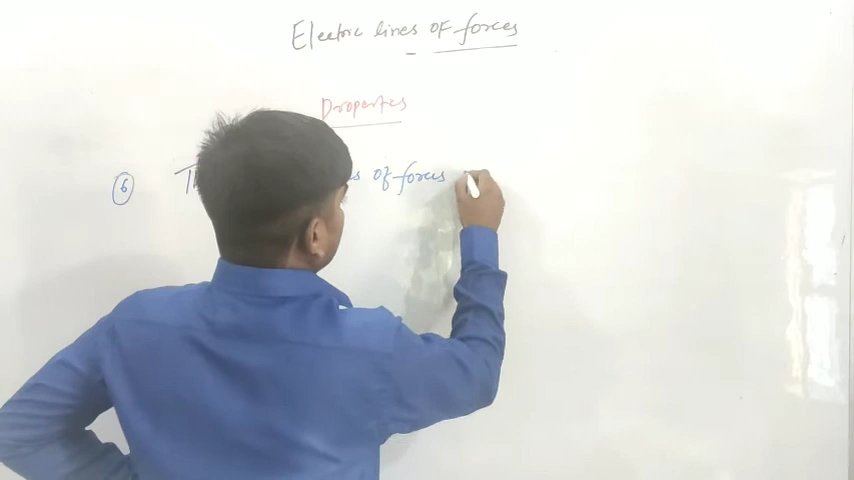 Electric lines of forces
Properties
6 of forces